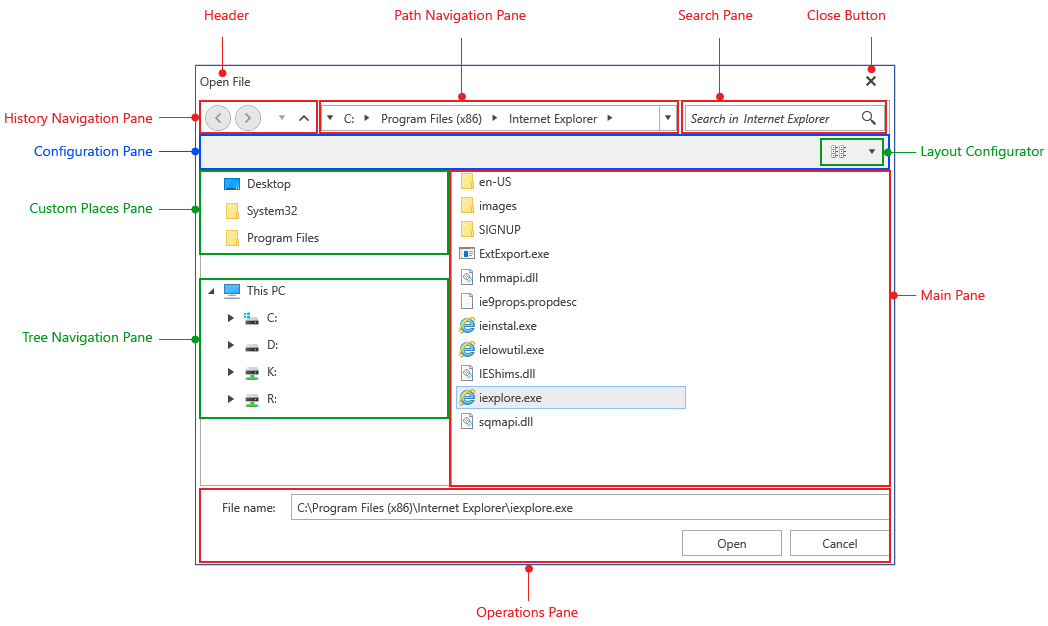 Header
Path Navigation Pane
Search Pane
Close Button
Open File
History Navigation Pane
C:
Program Files (x86)
Internet Explorer
Search in Internet Explorer
Configuration Pane
Layout Configurator
Custom Places Pane
Desktop
System32
Program Files
Tree Navigation Pane
This PC
C:
D:
K:
R:
en-US
images
SIGNUP
ExtExport.exe
hmmapi.dll
ie9props.propdesc
ieinstal.exe
ielowutil.exe
IEShims.dll
iexplore.exe
sqmapi.dll
Main Pane
File name:
C:\Program Files (x86)\Internet Explorer\iexplore.exe
Open
Cancel
Operations Pane